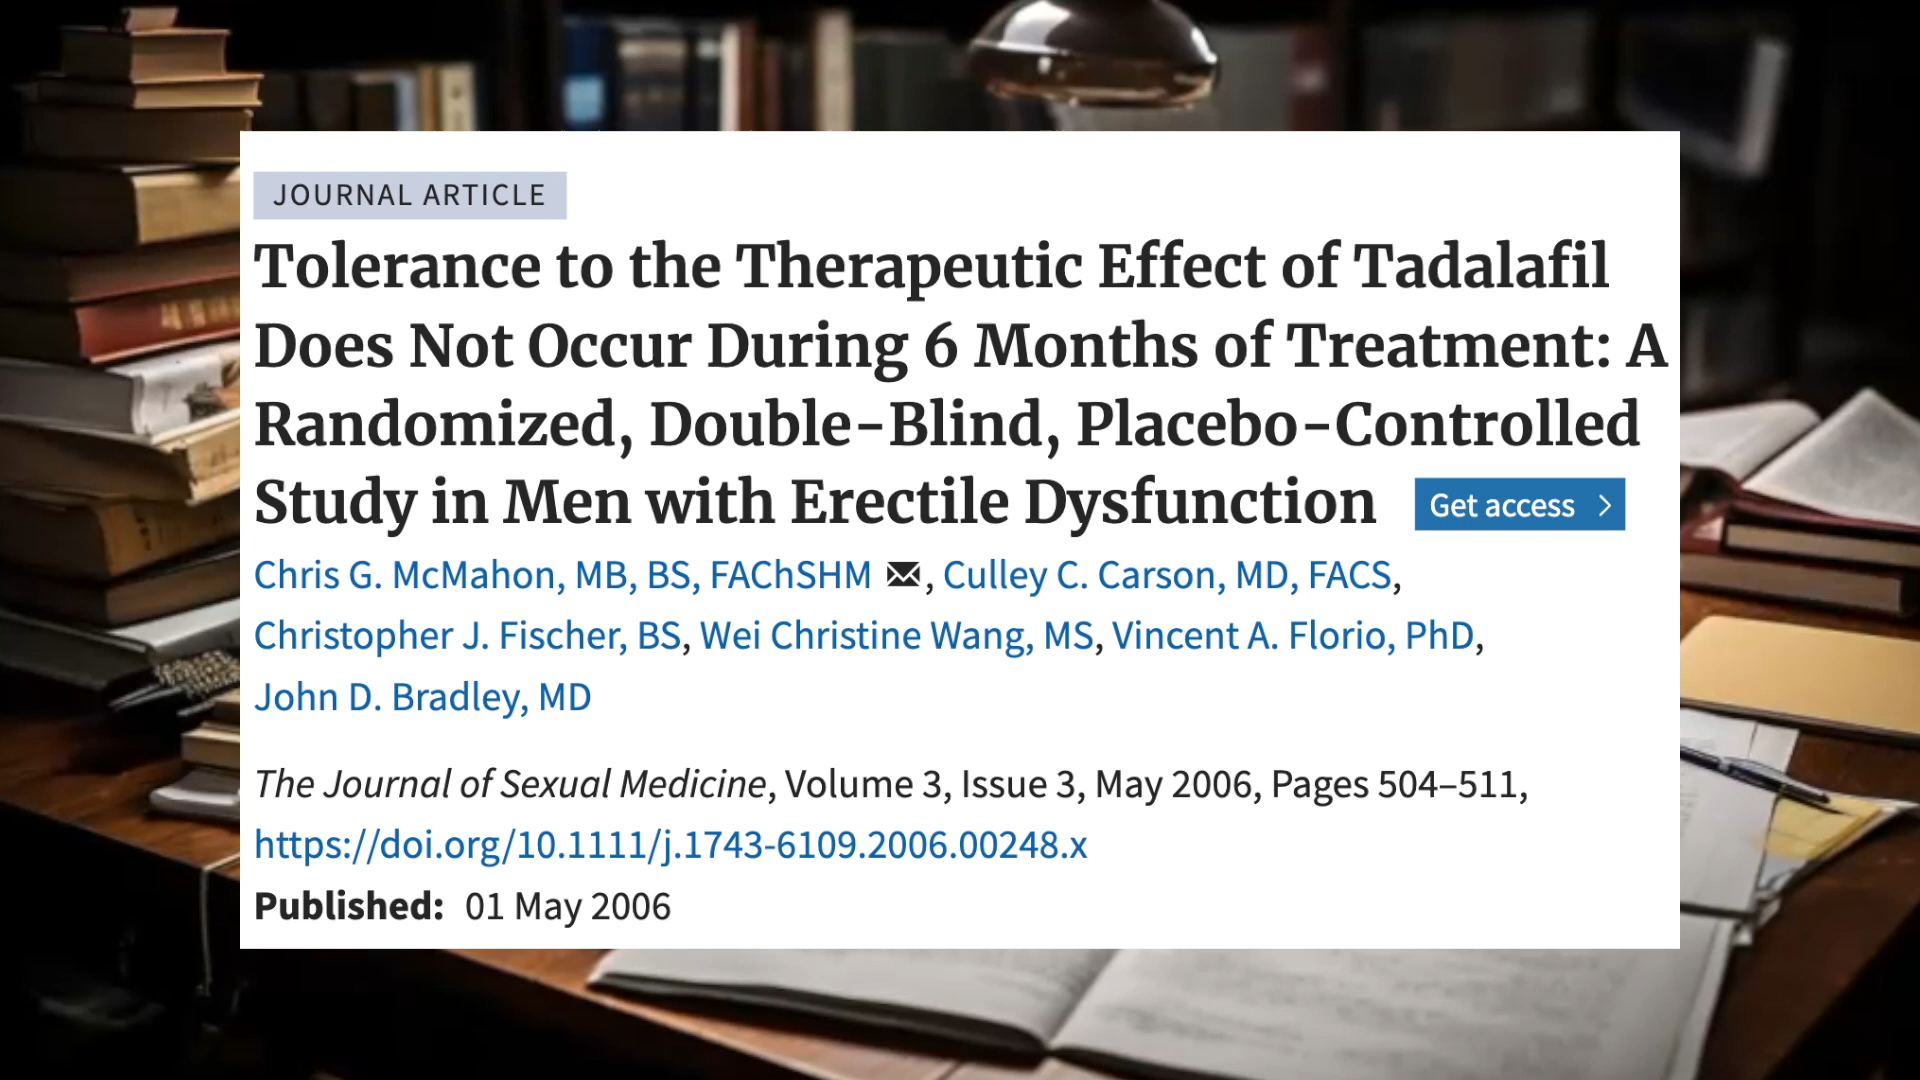 JOURNAL ARTICLE
Tolerance to the Therapeutic Effect of Tadalafil
Does Not Occur During 6 Months of Treatment: A
Randomized, Double-Blind, Placebo-Controlled
Study in Men with Erectile Dysfunction Get access >
Chris G. McMahon, MB, BS, FAChSHM ✉, Culley C. Carson, MD, FACS,
Christopher J. Fischer, BS, Wei Christine Wang, MS, Vincent A. Florio, PhD,
John D. Bradley, MD
The Journal of Sexual Medicine, Volume 3, Issue 3, May 2006, Pages 504–511,
https://doi.org/10.1111/j.1743-6109.2006.00248.x
Published: 01 May 2006